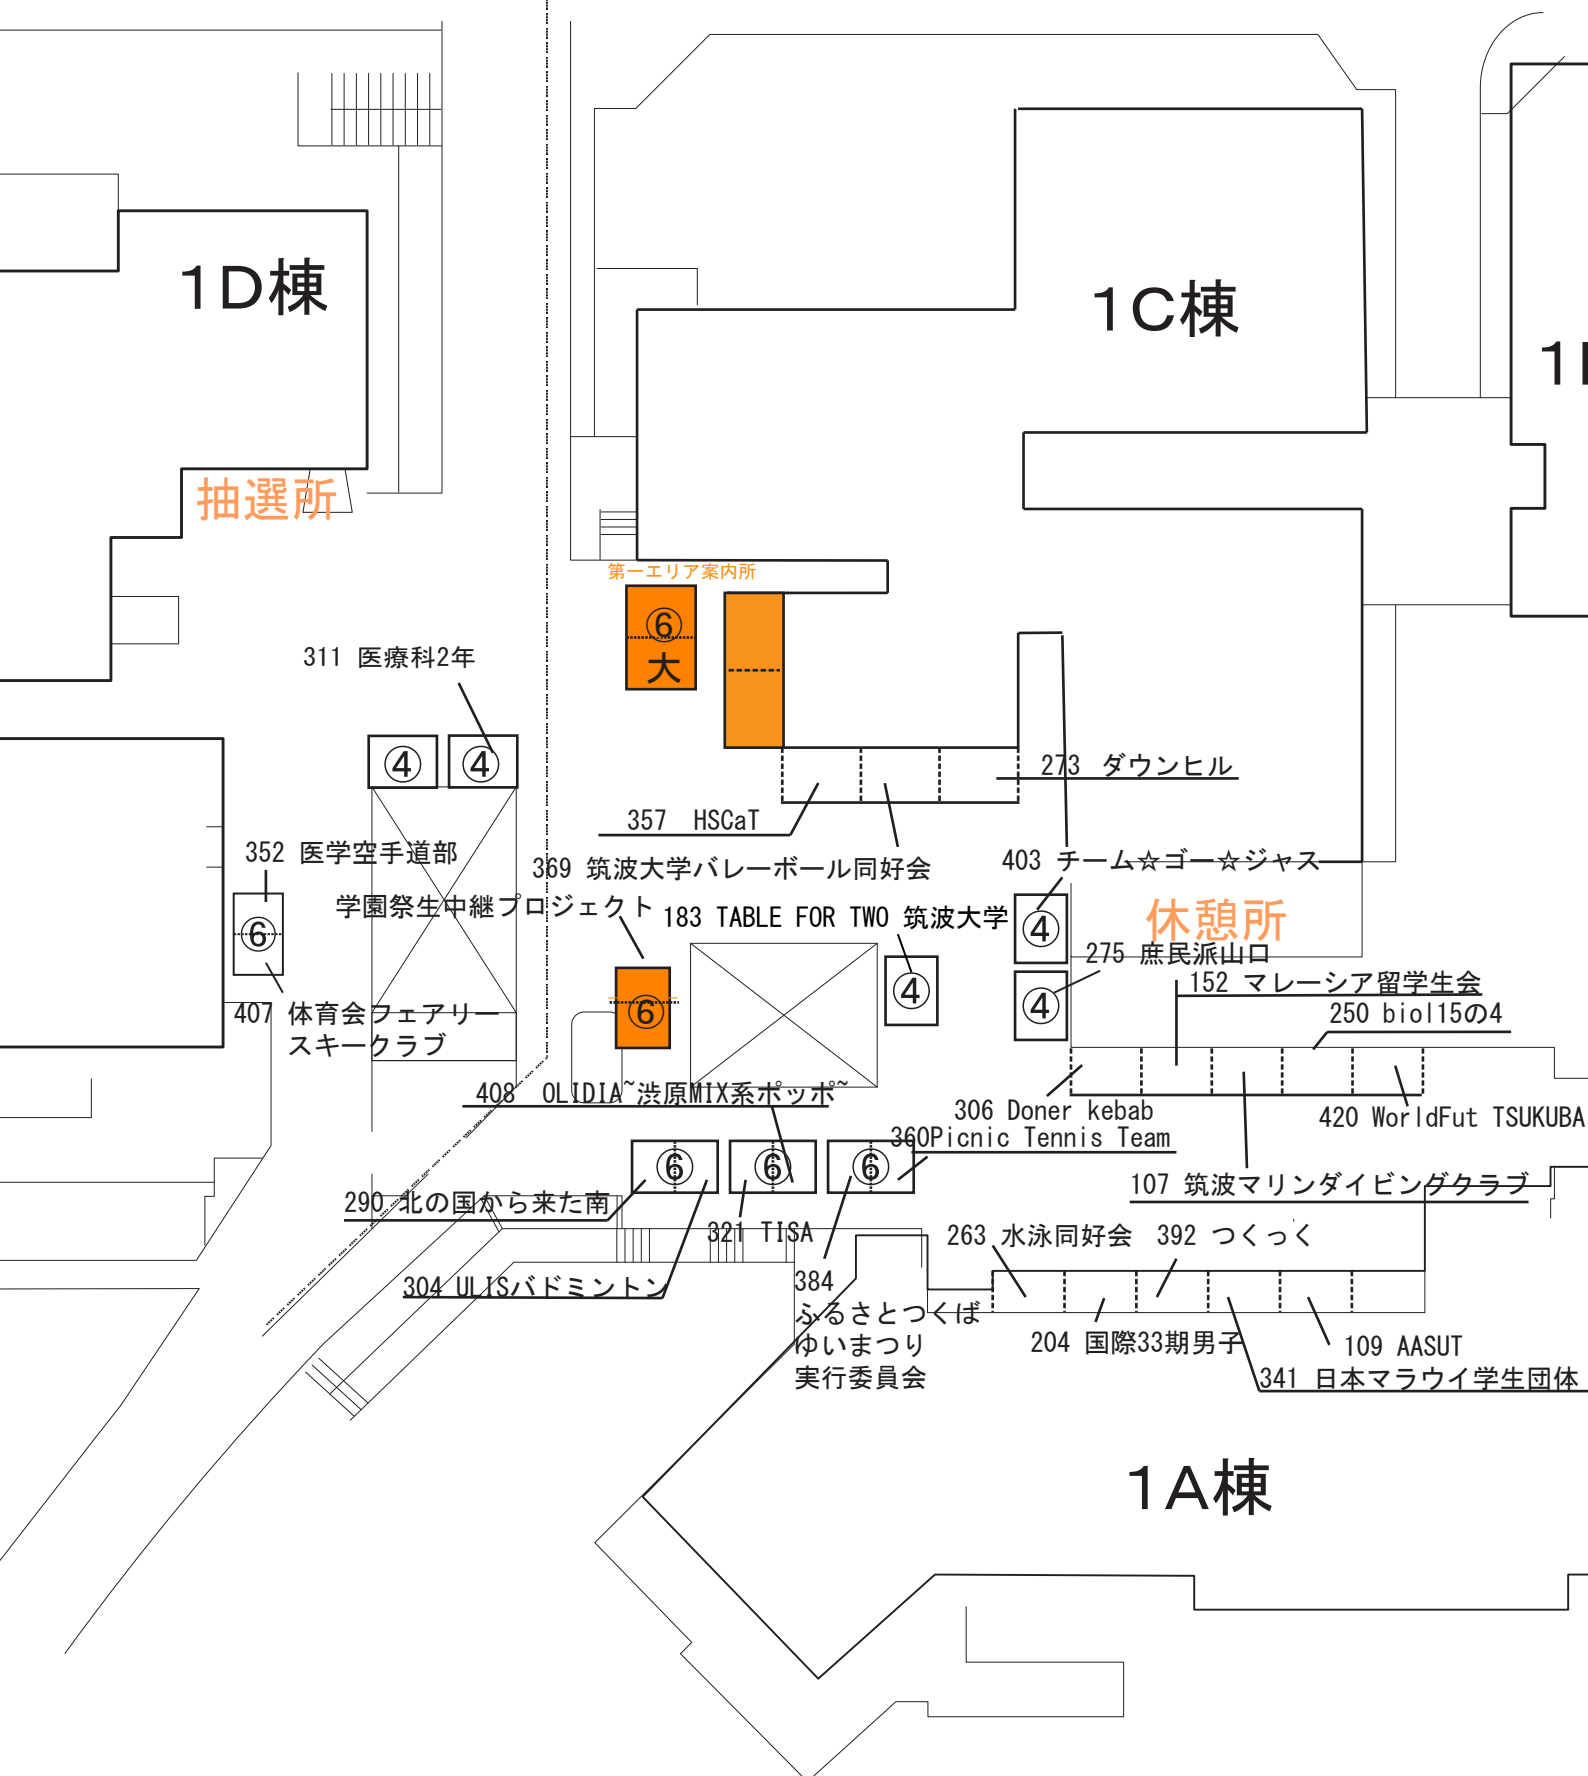 1D棟
1C棟
抽選所
第一エリア案内所
⑥
大
311 医療科2年
④
④
273 ダウンヒル
357 HSCaT
352 医学空手道部
369 筑波大学バレーボール同好会
403 チーム☆ゴー☆ジャス
学園祭生中継プロジェクト
183 TABLE FOR TWO 筑波大学
休憩所
⑥
④
275 庶民派山口
④
④
⑥
152 マレーシア留学生会
250 biol15の4
407 体育会フェアリー
スキークラブ
408 OLIDIA~渋原MIX系ポッポ~
306 Doner kebab
420 WorldFut TSUKUBA
360Picnic Tennis Team
⑥
⑥
⑥
107 筑波マリンダイビングクラブ
290 北の国から来た南
321 TISA
263 水泳同好会
392 つくっく
304 ULISバドミントン
384
ふるさとつくば
ゆいまつり
実行委員会
204 国際33期男子
109 AASUT
341 日本マラウイ学生団体
1A棟